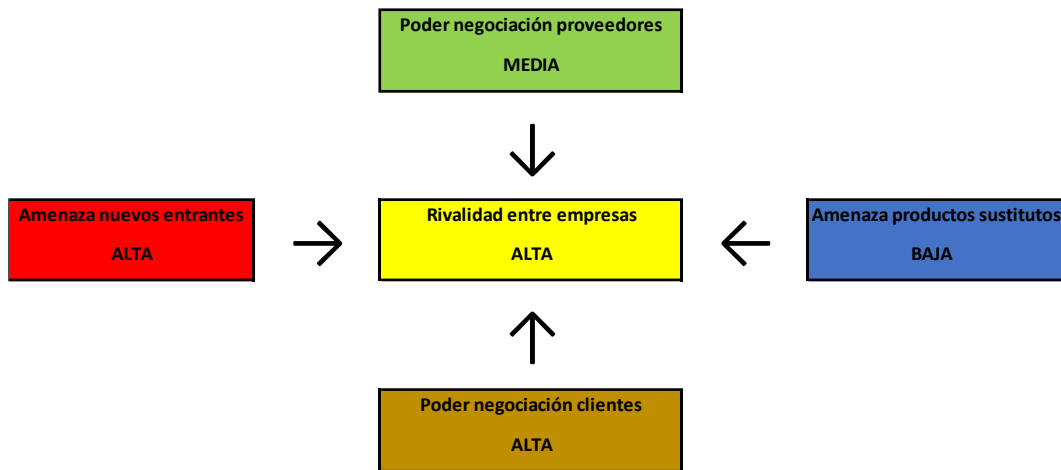 Poder negociación proveedores
MEDIA
Amenaza nuevos entrantes
ALTA
Rivalidad entre empresas
ALTA
Amenaza productos sustitutos
BAJA
Poder negociación clientes
ALTA